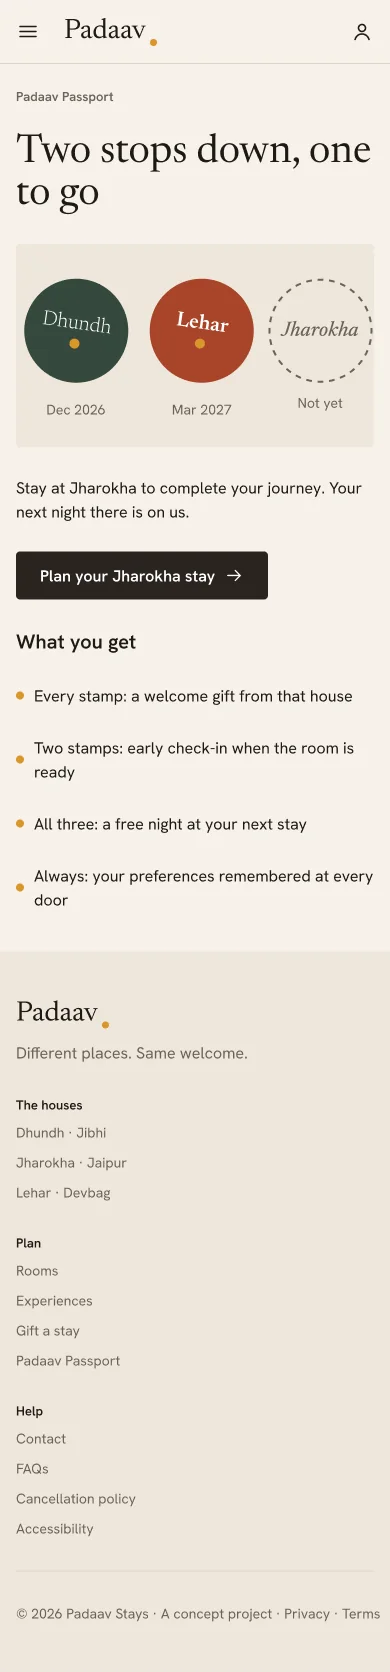 Padaav
Padaav Passport
Two stops down, one
to go
Dhundh
Lehar
Jharokha
Dec 2026
Mar 2027
Not yet
Stay at Jharokha to complete your journey. Your
next night there is on us.
Plan your Jharokha stay →
What you get
Every stamp: a welcome gift from that house
Two stamps: early check-in when the room is
ready
All three: a free night at your next stay
Always: your preferences remembered at every
door
Padaav
Different places. Same welcome.
The houses
Dhundh · Jibhi
Jharokha · Jaipur
Lehar · Devbag
Plan
Rooms
Experiences
Gift a stay
Padaav Passport
Help
Contact
FAQs
Cancellation policy
Accessibility
© 2026 Padaav Stays · A concept project · Privacy · Terms